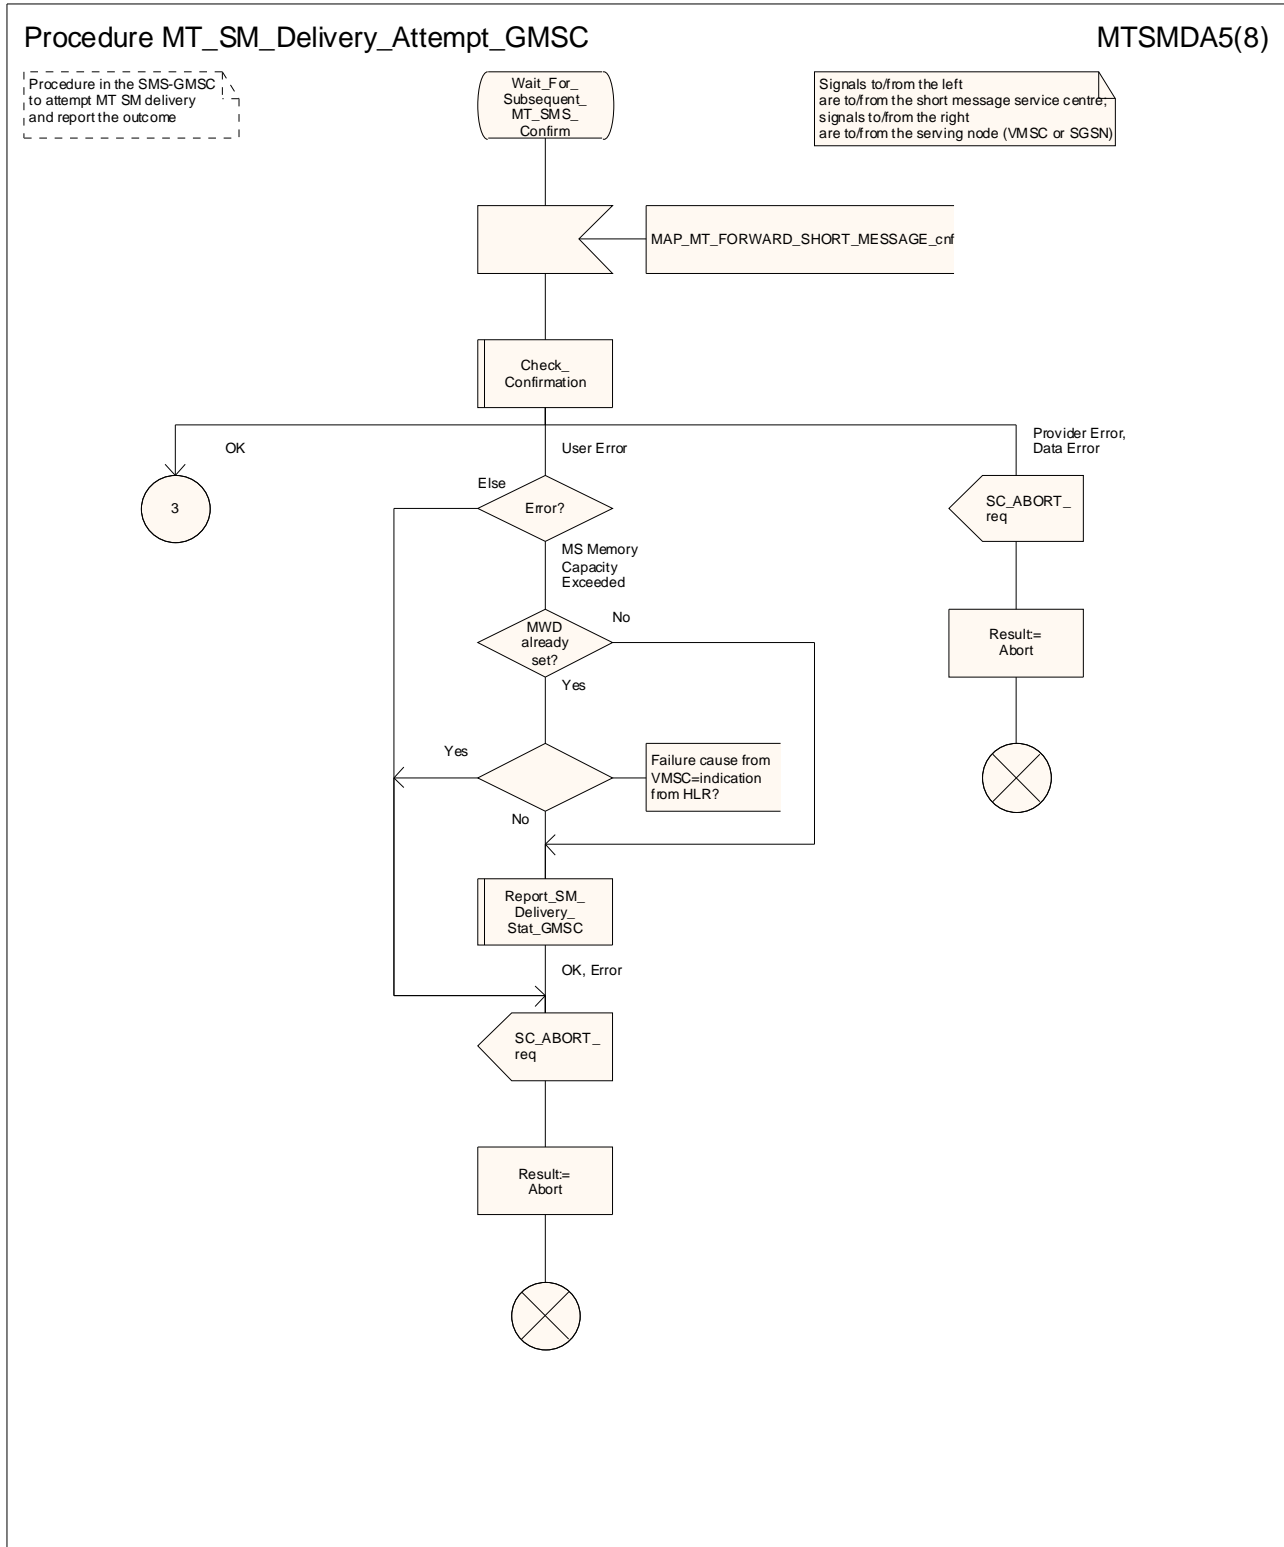 Procedure MT_SM_Delivery_Attempt_GMSC
MTSMDA5(8)
Procedure in the SMS-GMSC
to attempt MT SM delivery
and report the outcome
Wait_For_
Subsequent_
MT_SMS_
Confirm
Signals to/from the left
are to/from the short message service centre;
signals to/from the right
are to/from the serving node (VMSC or SGSN)
MAP_MT_FORWARD_SHORT_MESSAGE_cnf
Check_
Confirmation
OK
User Error
Provider Error,
Data Error
3
Else
Error?
SC_ABORT_
req
MS Memory
Capacity
Exceeded
MWD
already
set?
No
Result:=
Abort
Yes
Yes
Failure cause from
VMSC=indication
from HLR?
No
Report_SM_
Delivery_
Stat_GMSC
OK, Error
SC_ABORT_
req
Result:=
Abort